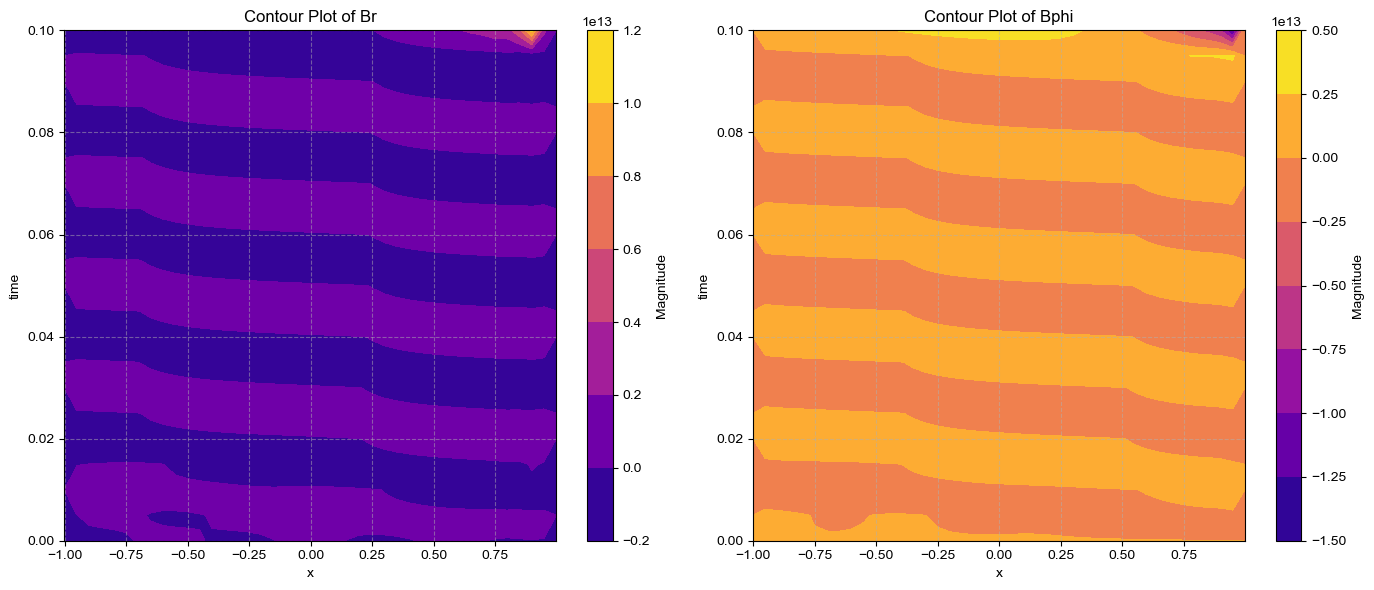 Contour Plot of Br
1e13
0.10
0.08
0.06
0.04
0.02
0.00
time
−1.00 −0.75 −0.50 −0.25 0.00 0.25 0.50 0.75
x
1.2
1.0
0.8
0.6
0.4
0.2
0.0
−0.2
Magnitude
Contour Plot of Bphi
1e13
0.10
0.08
0.06
0.04
0.02
0.00
time
−1.00 −0.75 −0.50 −0.25 0.00 0.25 0.50 0.75
x
0.50
0.25
0.00
−0.25
−0.50
−0.75
−1.00
−1.25
−1.50
Magnitude